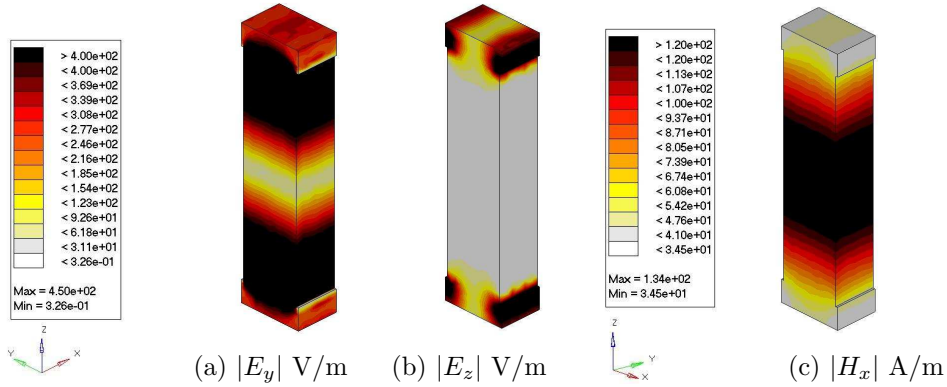 > 4.00e+02
< 4.00e+02
< 3.69e+02
< 3.39e+02
< 3.08e+02
< 2.77e+02
< 2.46e+02
< 2.16e+02
< 1.85e+02
< 1.54e+02
< 1.23e+02
< 9.26e+01
< 6.18e+01
< 3.11e+01
< 3.26e-01
Max = 4.50e+02
Min = 3.26e-01
Z
Y
X
> 1.20e+02
< 1.20e+02
< 1.13e+02
< 1.07e+02
< 1.00e+02
< 9.37e+01
< 8.71e+01
< 8.05e+01
< 7.39e+01
< 6.74e+01
< 6.08e+01
< 5.42e+01
< 4.76e+01
< 4.10e+01
< 3.45e+01
Max = 1.34e+02
Min = 3.45e+01
Z
Y
X
(a) |E_y| V/m
(b) |E_z| V/m
(c) |H_x| A/m